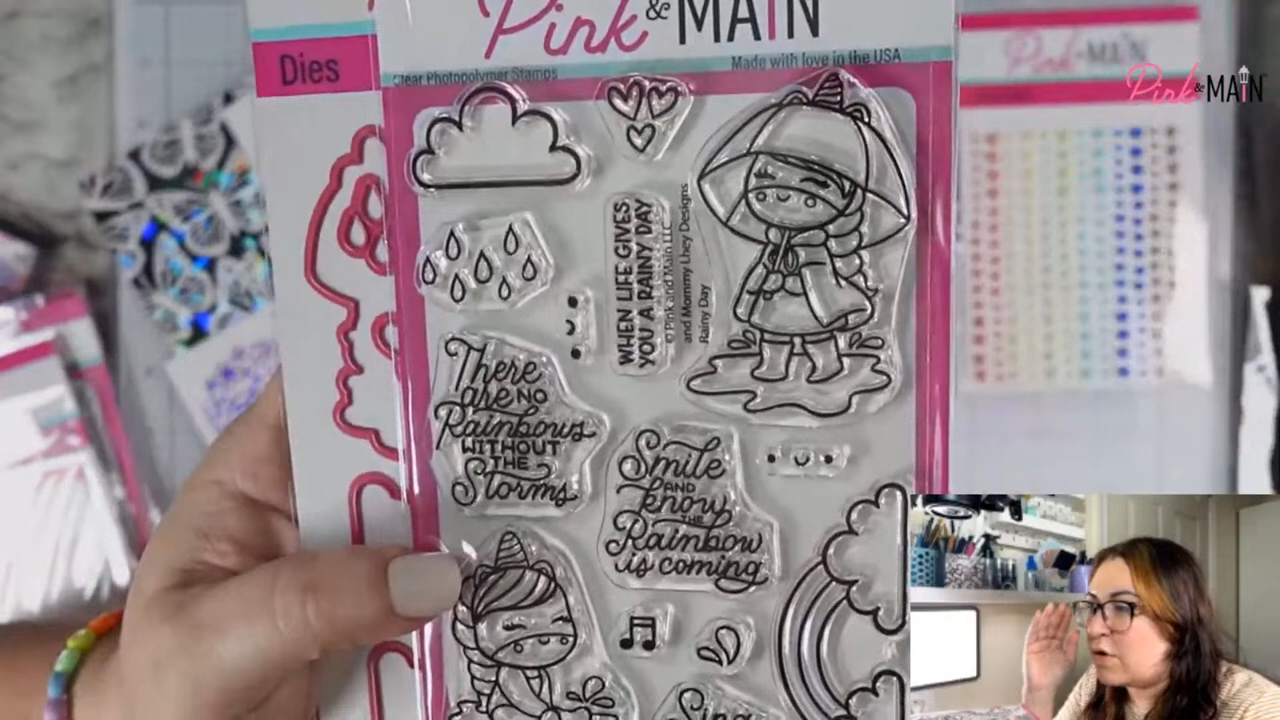 Pink & MAIN
Clear Photopolymer Stamps
Made with love in the USA
Dies
Pink & MAIN
Pink & MAIN
WHEN LIFE GIVES
YOU A RAINY DAY
© Pink and Main LLC
and Mommy Lhey Designs
Rainy Day
There
are NO
Rainbows
WITHOUT
THE
Storms
Smile
AND
know
THE
Rainbow
is coming
Sing